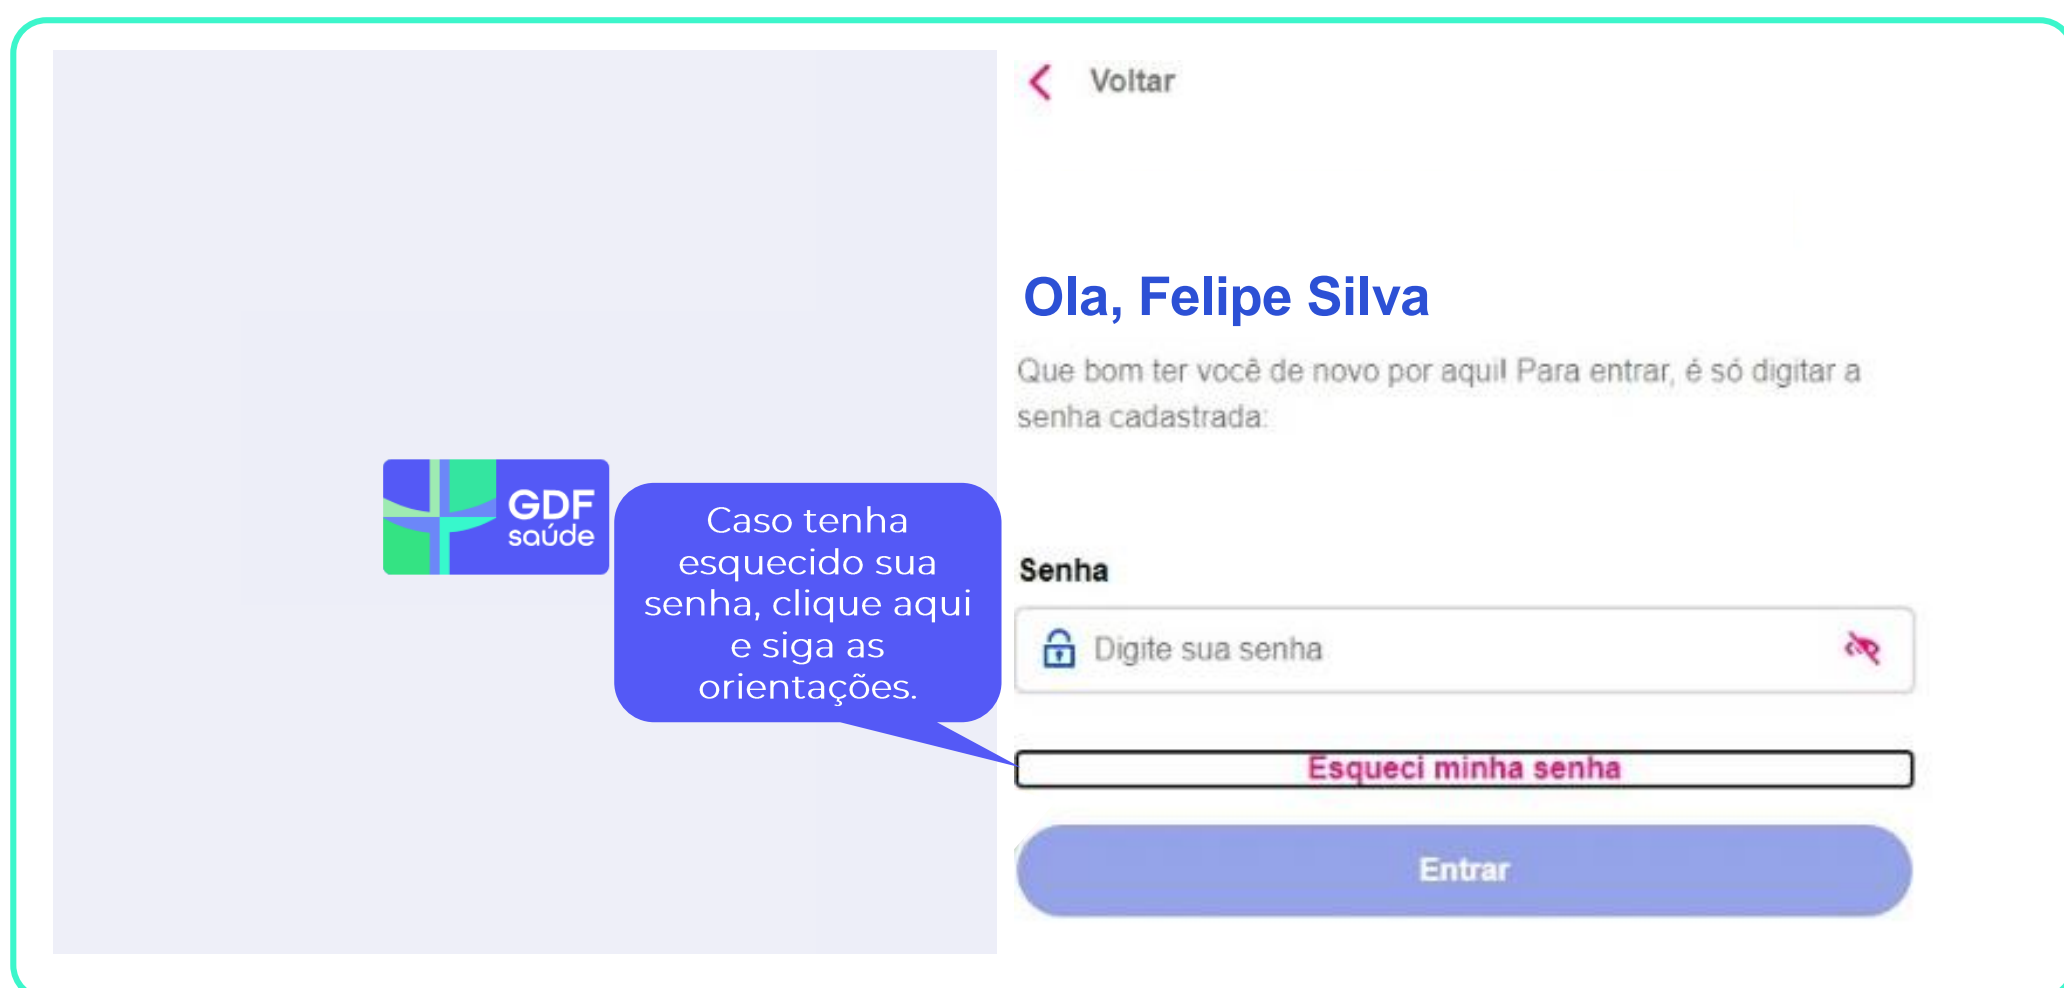 Voltar
Ola, Felipe Silva
Que bom ter você de novo por aqui! Para entrar, é só digitar a
senha cadastrada:
GDF
saúde
Caso tenha
esquecido sua
senha, clique aqui
e siga as
orientações.
Senha
Digite sua senha
Esqueci minha senha
Entrar